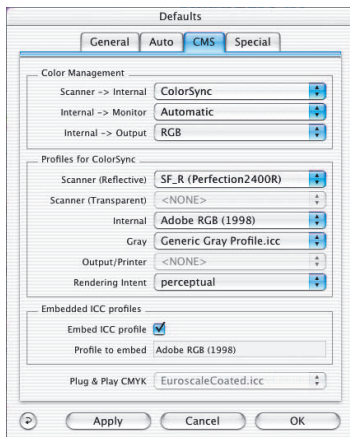 Defaults
General Auto CMS Special
Color Management
Scanner -> Internal ColorSync
Internal -> Monitor Automatic
Internal -> Output RGB
Profiles for ColorSync
Scanner (Reflective) SF_R (Perfection2400R)
Scanner (Transparent) <NONE>
Internal Adobe RGB (1998)
Gray Generic Gray Profile.icc
Output/Printer <NONE>
Rendering Intent perceptual
Embedded ICC profiles
Embed ICC profile
Profile to embed Adobe RGB (1998)
Plug & Play CMYK EuroscaleCoated.icc
Apply Cancel OK